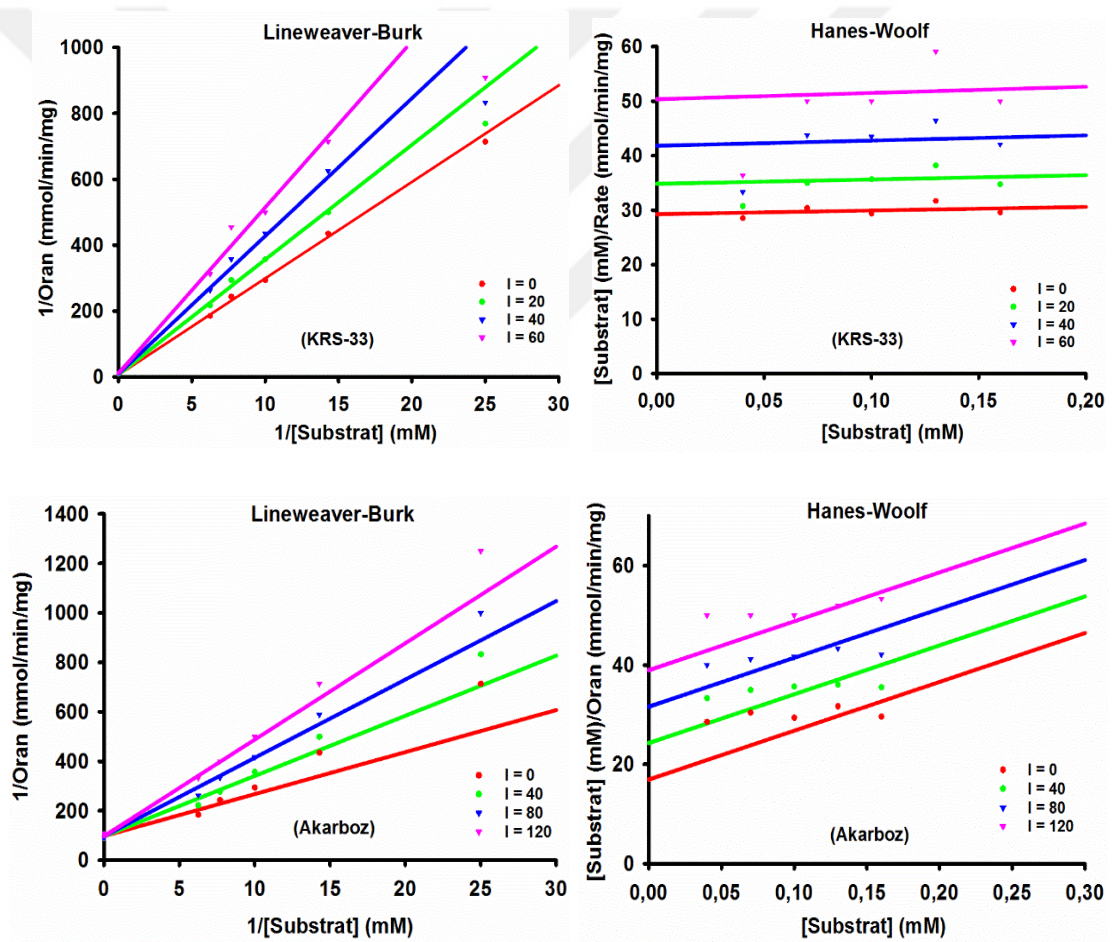 Lineweaver-Burk
1/Oran (mmol/min/mg)
1000
800
600
400
200
0
0 5 10 15 20 25 30
1/[Substrat] (mM)
I = 0
I = 20
I = 40
I = 60
(KRS-33)
Hanes-Woolf
[Substrat] (mM)/Rate (mmol/min/mg)
60
50
40
30
20
10
0
0,00 0,05 0,10 0,15 0,20
[Substrat] (mM)
I = 0
I = 20
I = 40
I = 60
(KRS-33)
Lineweaver-Burk
1/Oran (mmol/min/mg)
1400
1200
1000
800
600
400
200
0
0 5 10 15 20 25 30
1/[Substrat] (mM)
I = 0
I = 40
I = 80
I = 120
(Akarboz)
Hanes-Woolf
[Substrat] (mM)/Oran (mmol/min/mg)
60
40
20
0
0,00 0,05 0,10 0,15 0,20 0,25 0,30
[Substrat] (mM)
I = 0
I = 40
I = 80
I = 120
(Akarboz)